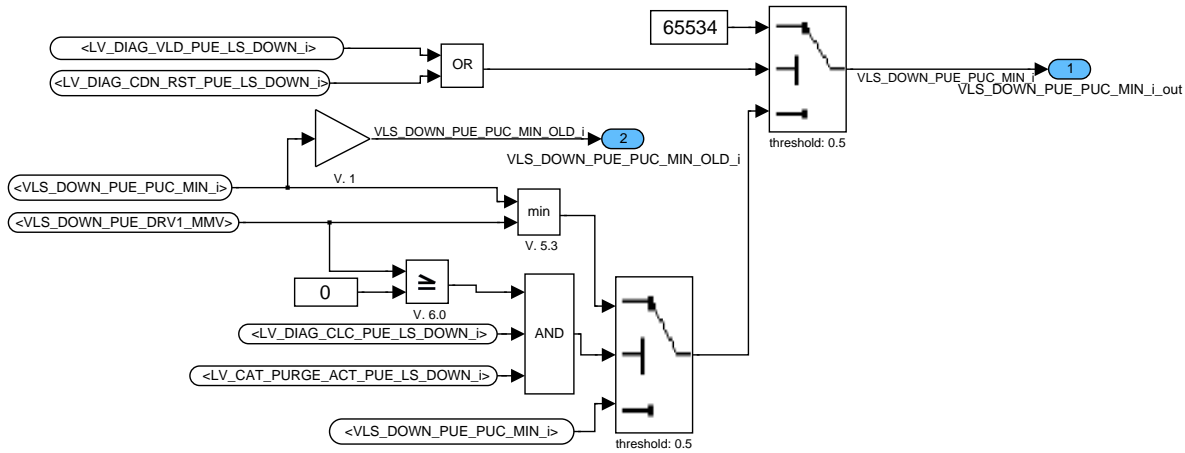 65534
<LV_DIAG_VLD_PUE_LS_DOWN_i>
OR
<LV_DIAG_CDN_RST_PUE_LS_DOWN_i>
VLS_DOWN_PUE_PUC_MIN_i
1
VLS_DOWN_PUE_PUC_MIN_i_out
threshold: 0.5
VLS_DOWN_PUE_PUC_MIN_OLD_i
2
VLS_DOWN_PUE_PUC_MIN_OLD_i
V. 1
<VLS_DOWN_PUE_PUC_MIN_i>
<VLS_DOWN_PUE_DRV1_MMV>
min
V. 5.3
0
≥
V. 6.0
<LV_DIAG_CLC_PUE_LS_DOWN_i>
AND
<LV_CAT_PURGE_ACT_PUE_LS_DOWN_i>
<VLS_DOWN_PUE_PUC_MIN_i>
threshold: 0.5